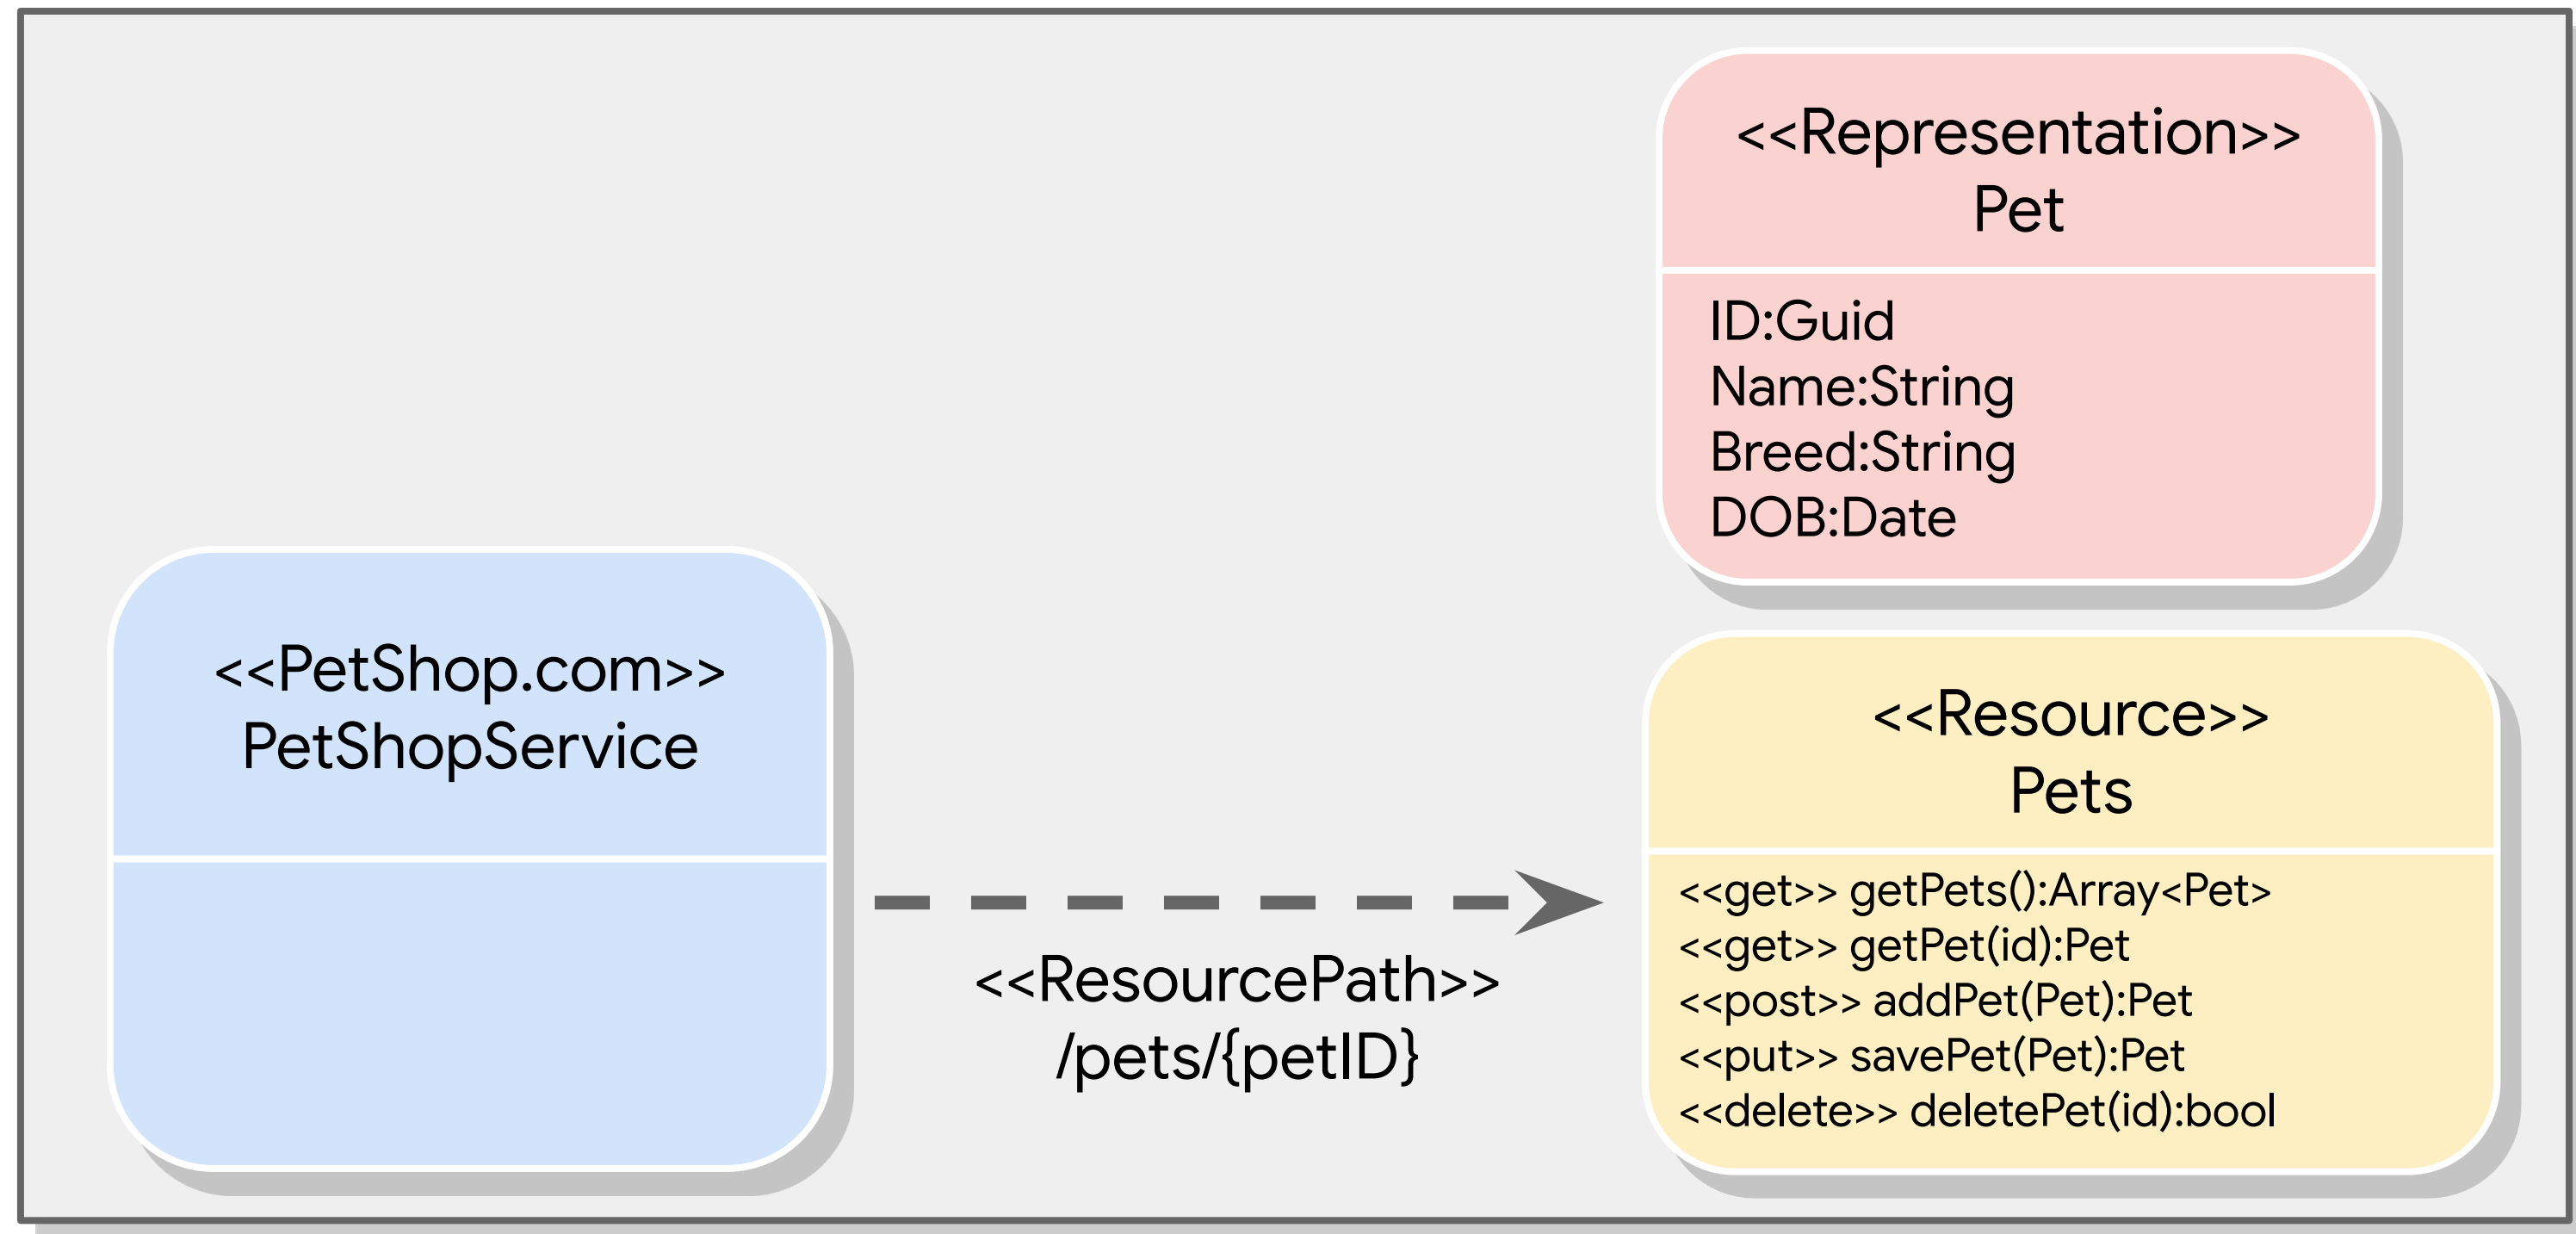 <<Representation>>
Pet
ID:Guid
Name:String
Breed:String
DOB:Date
<<PetShop.com>>
PetShopService
<<ResourcePath>>
/pets/{petID}
<<Resource>>
Pets
<<get>> getPets():Array<Pet>
<<get>> getPet(id):Pet
<<post>> addPet(Pet):Pet
<<put>> savePet(Pet):Pet
<<delete>> deletePet(id):bool